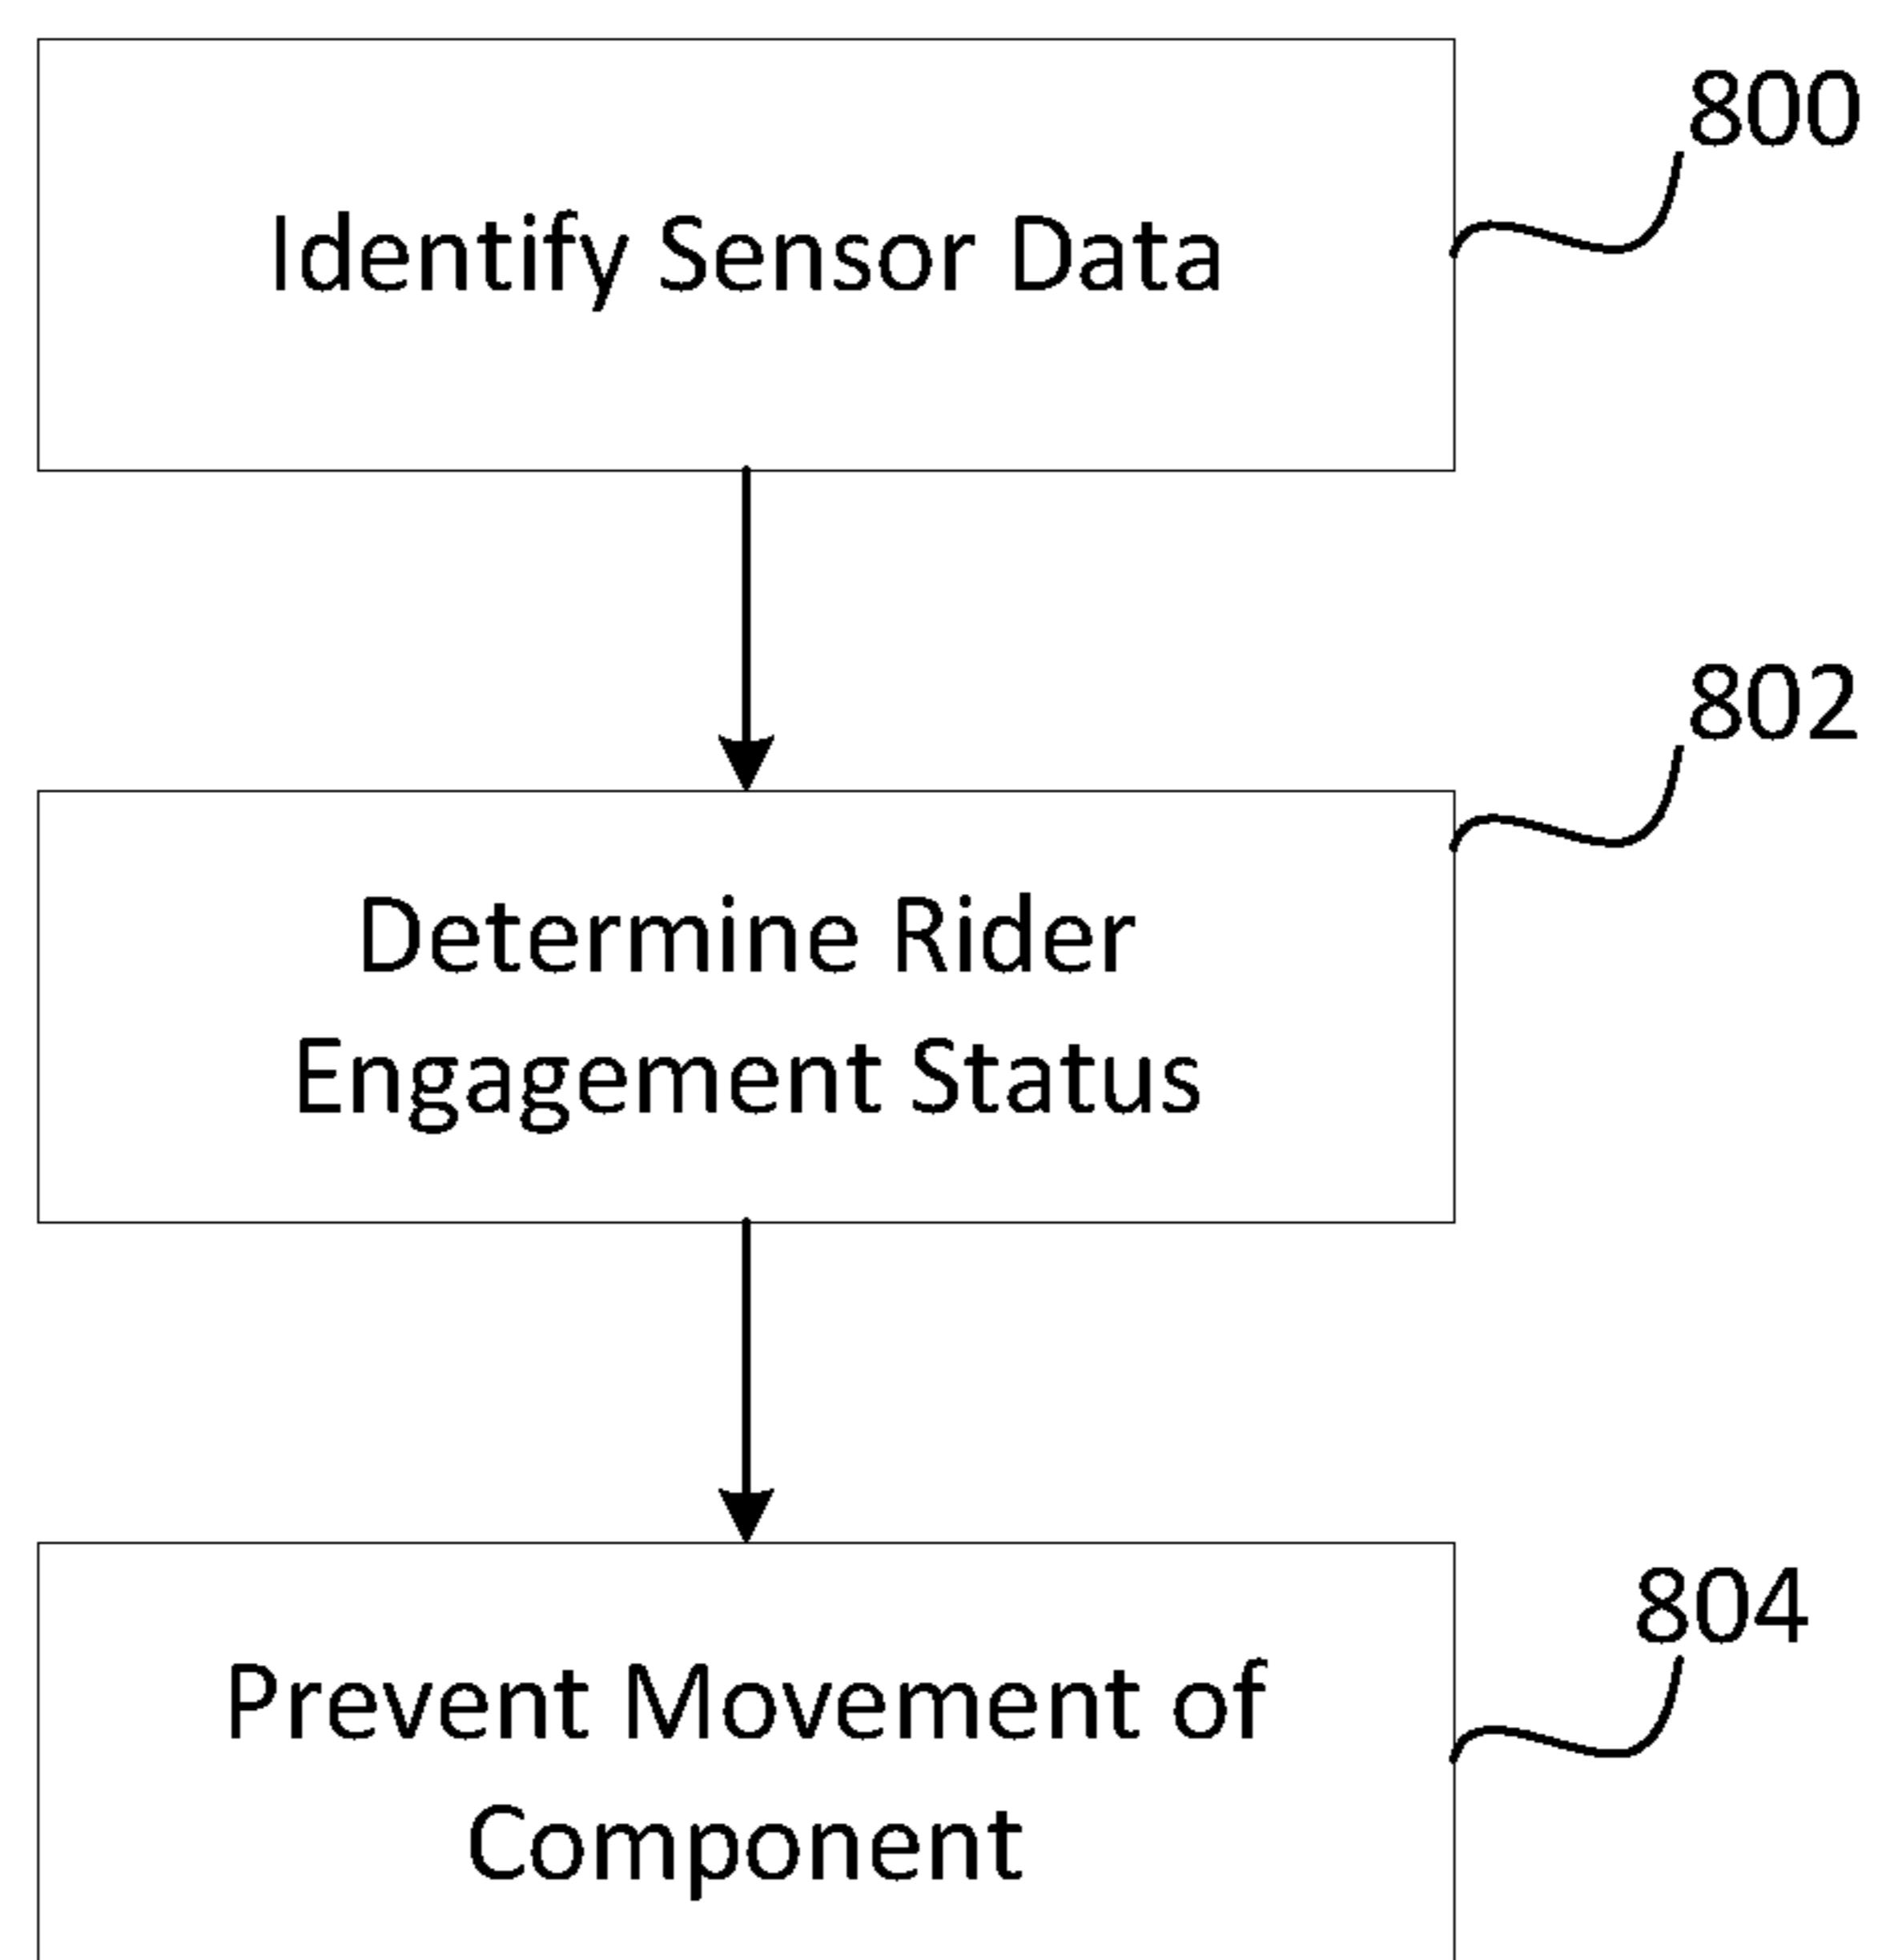 800
Identify Sensor Data
802
Determine Rider
Engagement Status
804
Prevent Movement of
Component